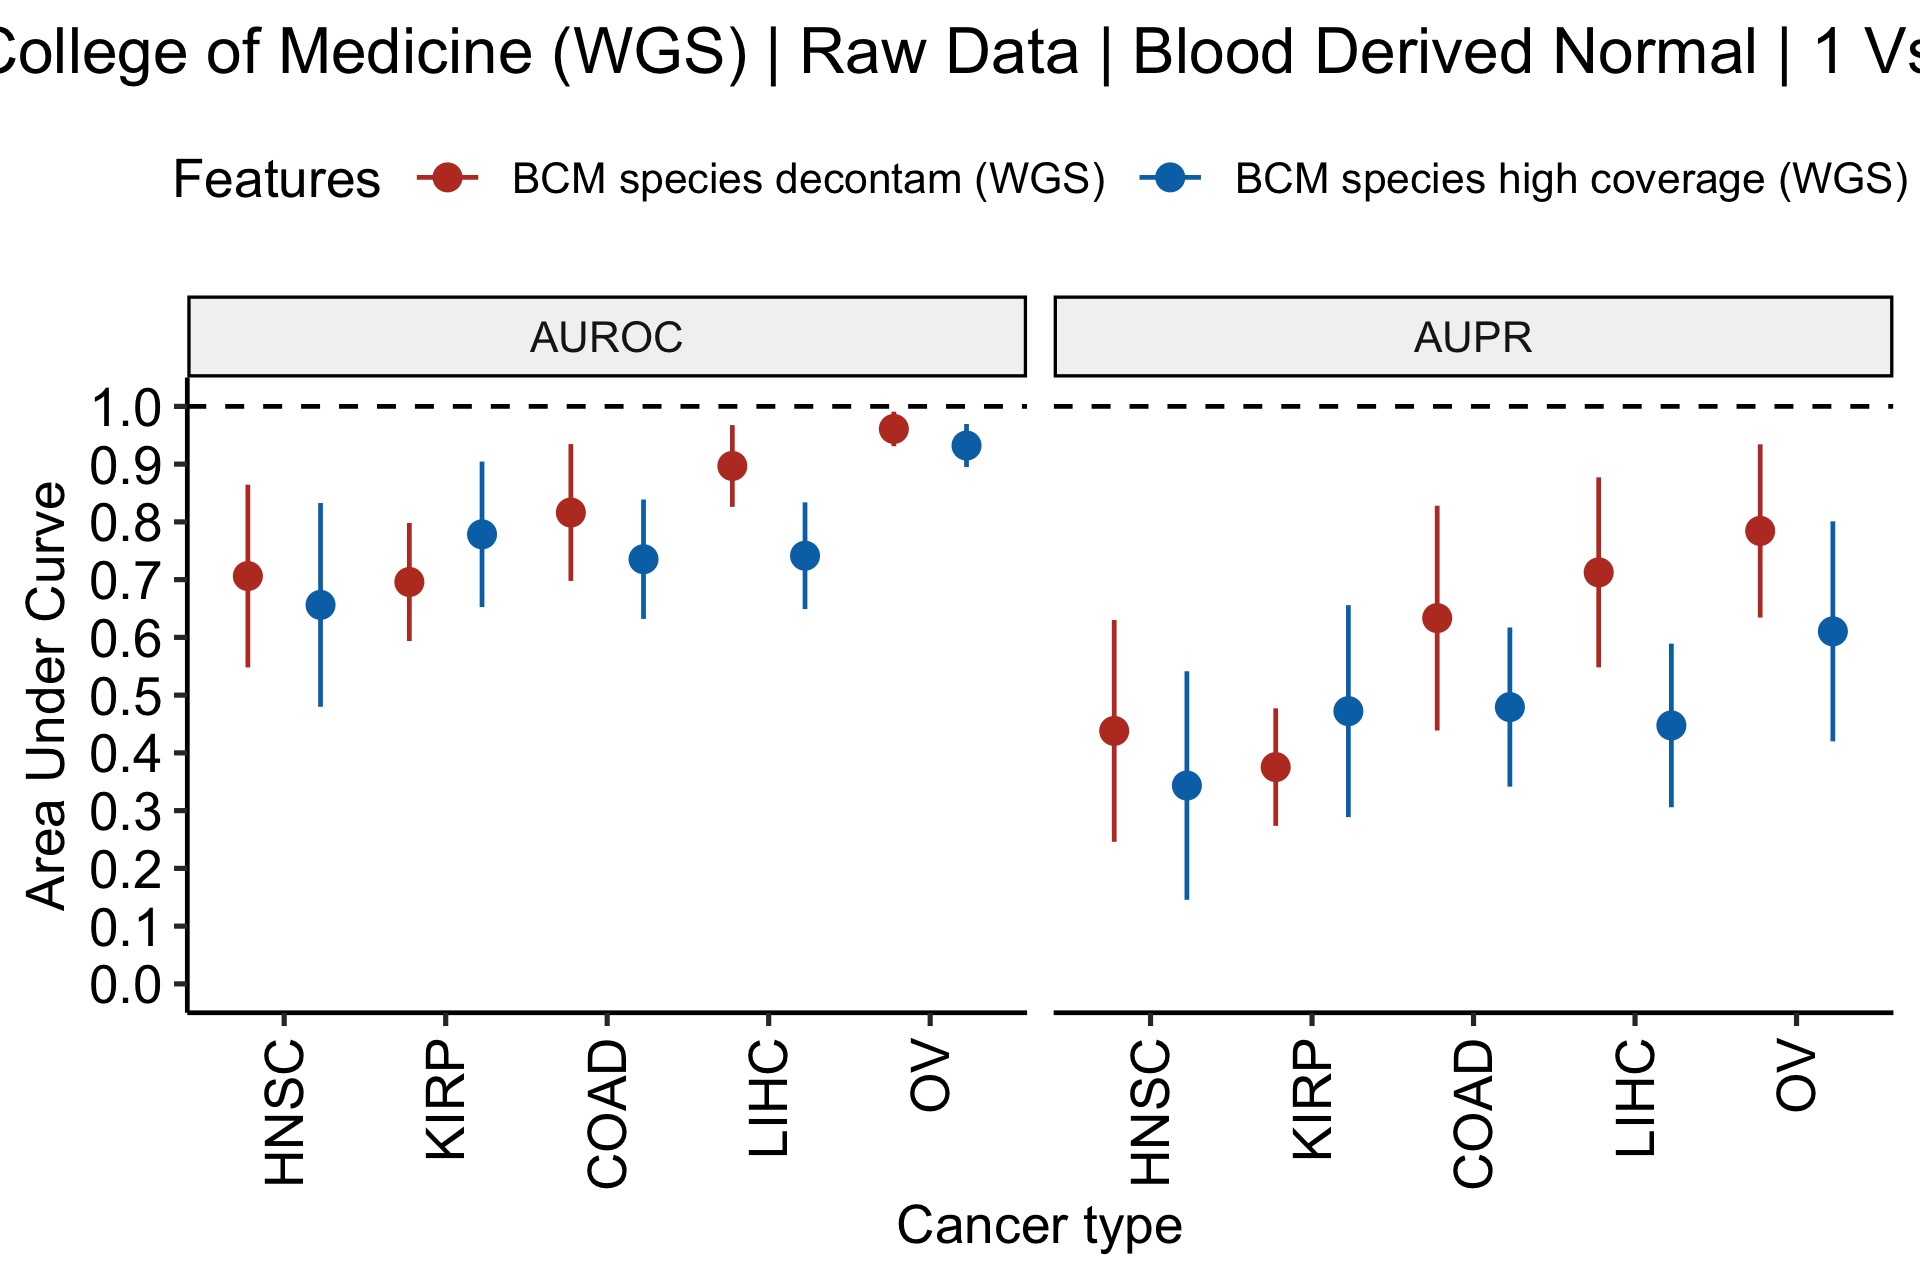 College of Medicine (WGS) | Raw Data | Blood Derived Normal | 1 Vs
Features BCM species decontam (WGS) BCM species high coverage (WGS)
AUROC AUPR
Area Under Curve
1.0
0.9
0.8
0.7
0.6
0.5
0.4
0.3
0.2
0.1
0.0
HNSC KIRP COAD LIHC OV HNSC KIRP COAD LIHC OV
Cancer type